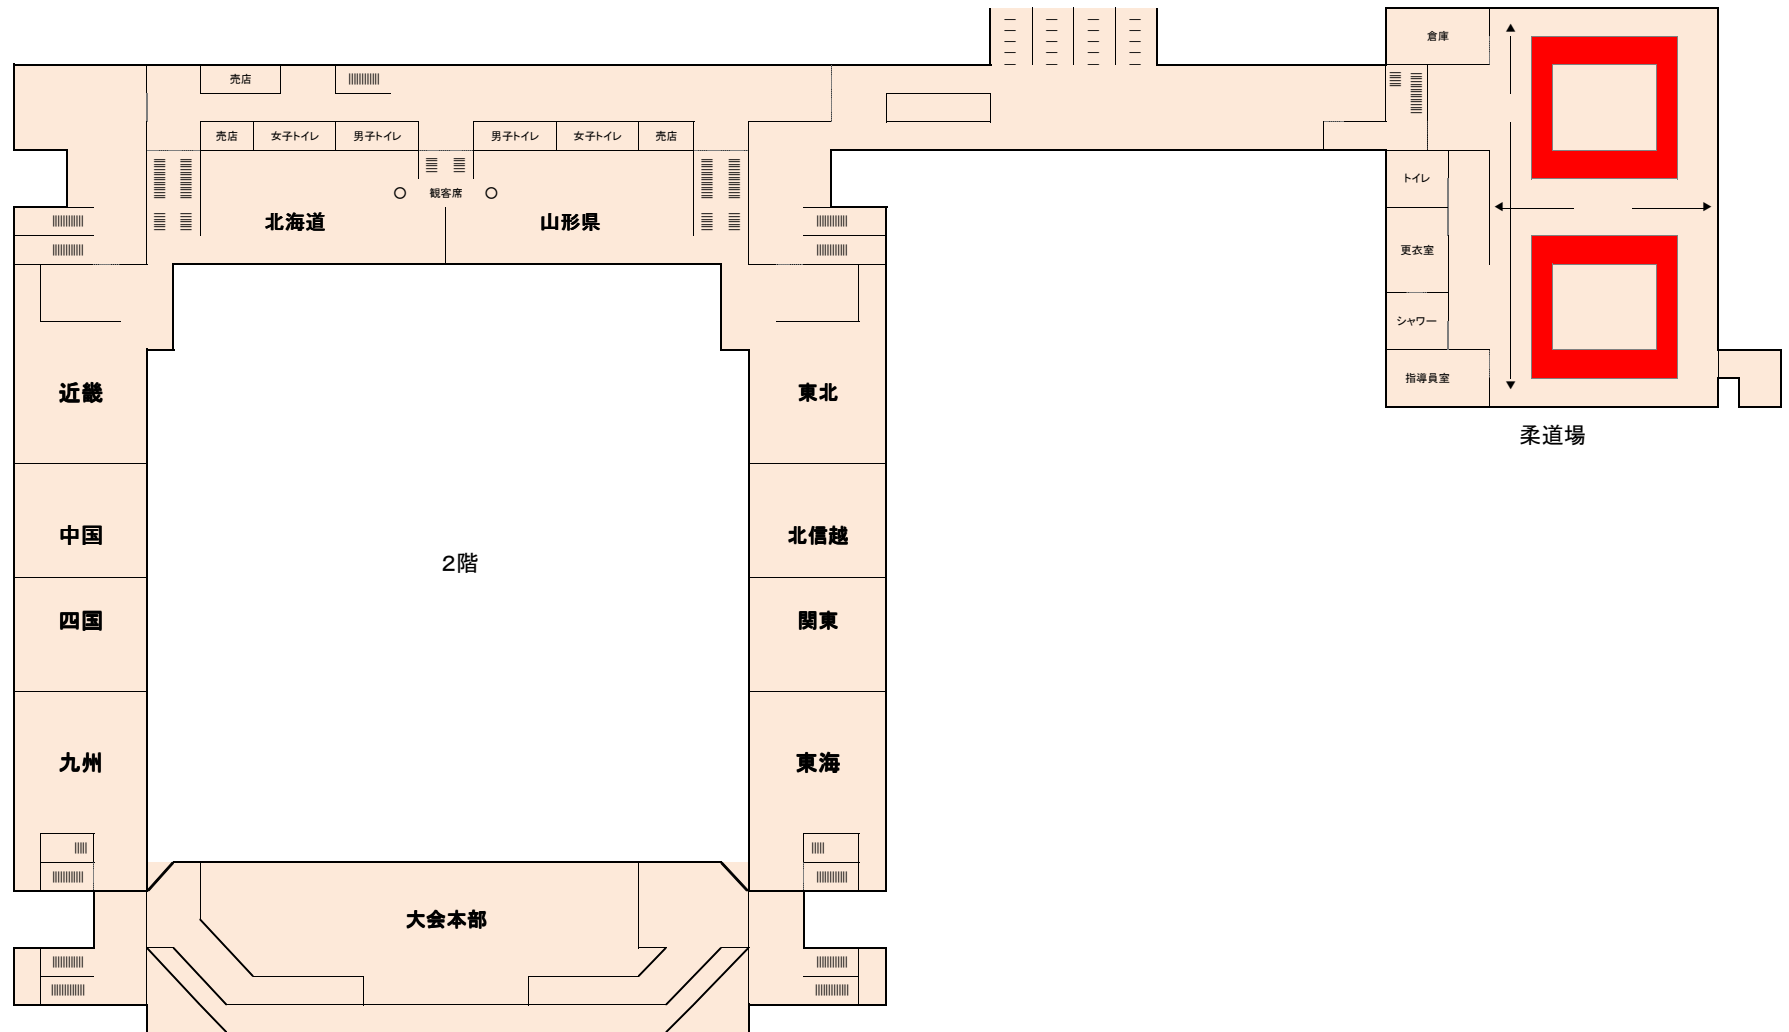 倉庫
売店
売店
女子トイレ
男子トイレ
男子トイレ
女子トイレ
売店
観客席
北海道
山形県
トイレ
更衣室
シャワー
指導員室
柔道場
近畿
東北
中国
北信越
2階
四国
関東
九州
東海
大会本部